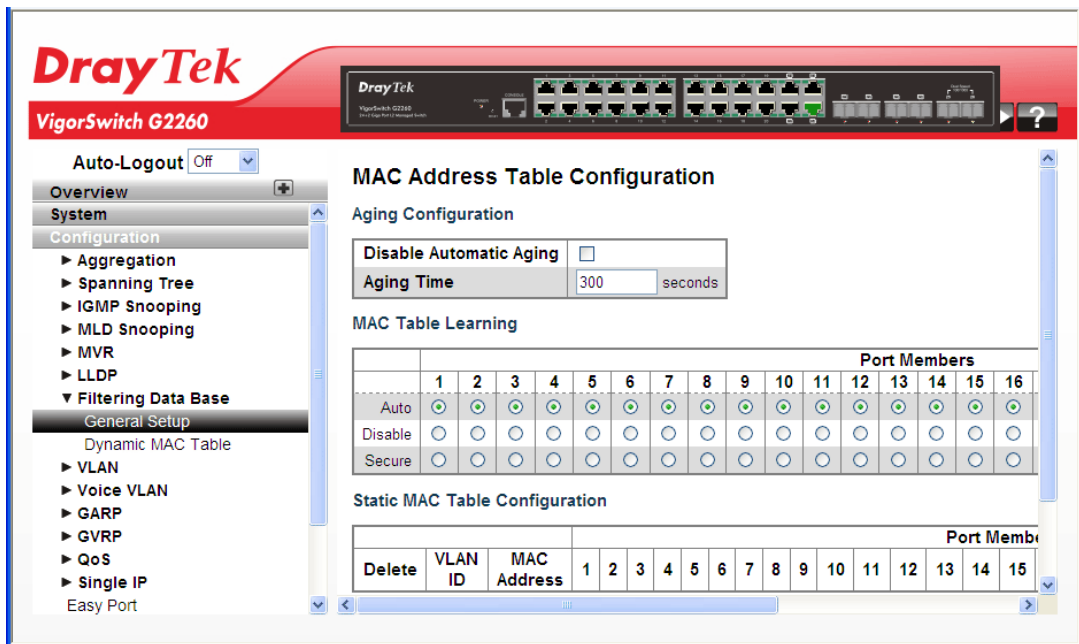 DrayTek
VigorSwitch G2260
DrayTek
VigorSwitch G2260
CONSOLE
POWER
?
Auto-Logout Off
Overview
System
Configuration
Aggregation
Spanning Tree
IGMP Snooping
MLD Snooping
MVR
LLDP
Filtering Data Base
General Setup
Dynamic MAC Table
VLAN
Voice VLAN
GARP
GVRP
QoS
Single IP
Easy Port
MAC Address Table Configuration
Aging Configuration
Disable Automatic Aging
Aging Time 300 seconds
MAC Table Learning
Port Members
1 2 3 4 5 6 7 8 9 10 11 12 13 14 15 16
Auto
Disable
Secure
Static MAC Table Configuration
Port Membe
Delete VLAN ID MAC Address 1 2 3 4 5 6 7 8 9 10 11 12 13 14 15